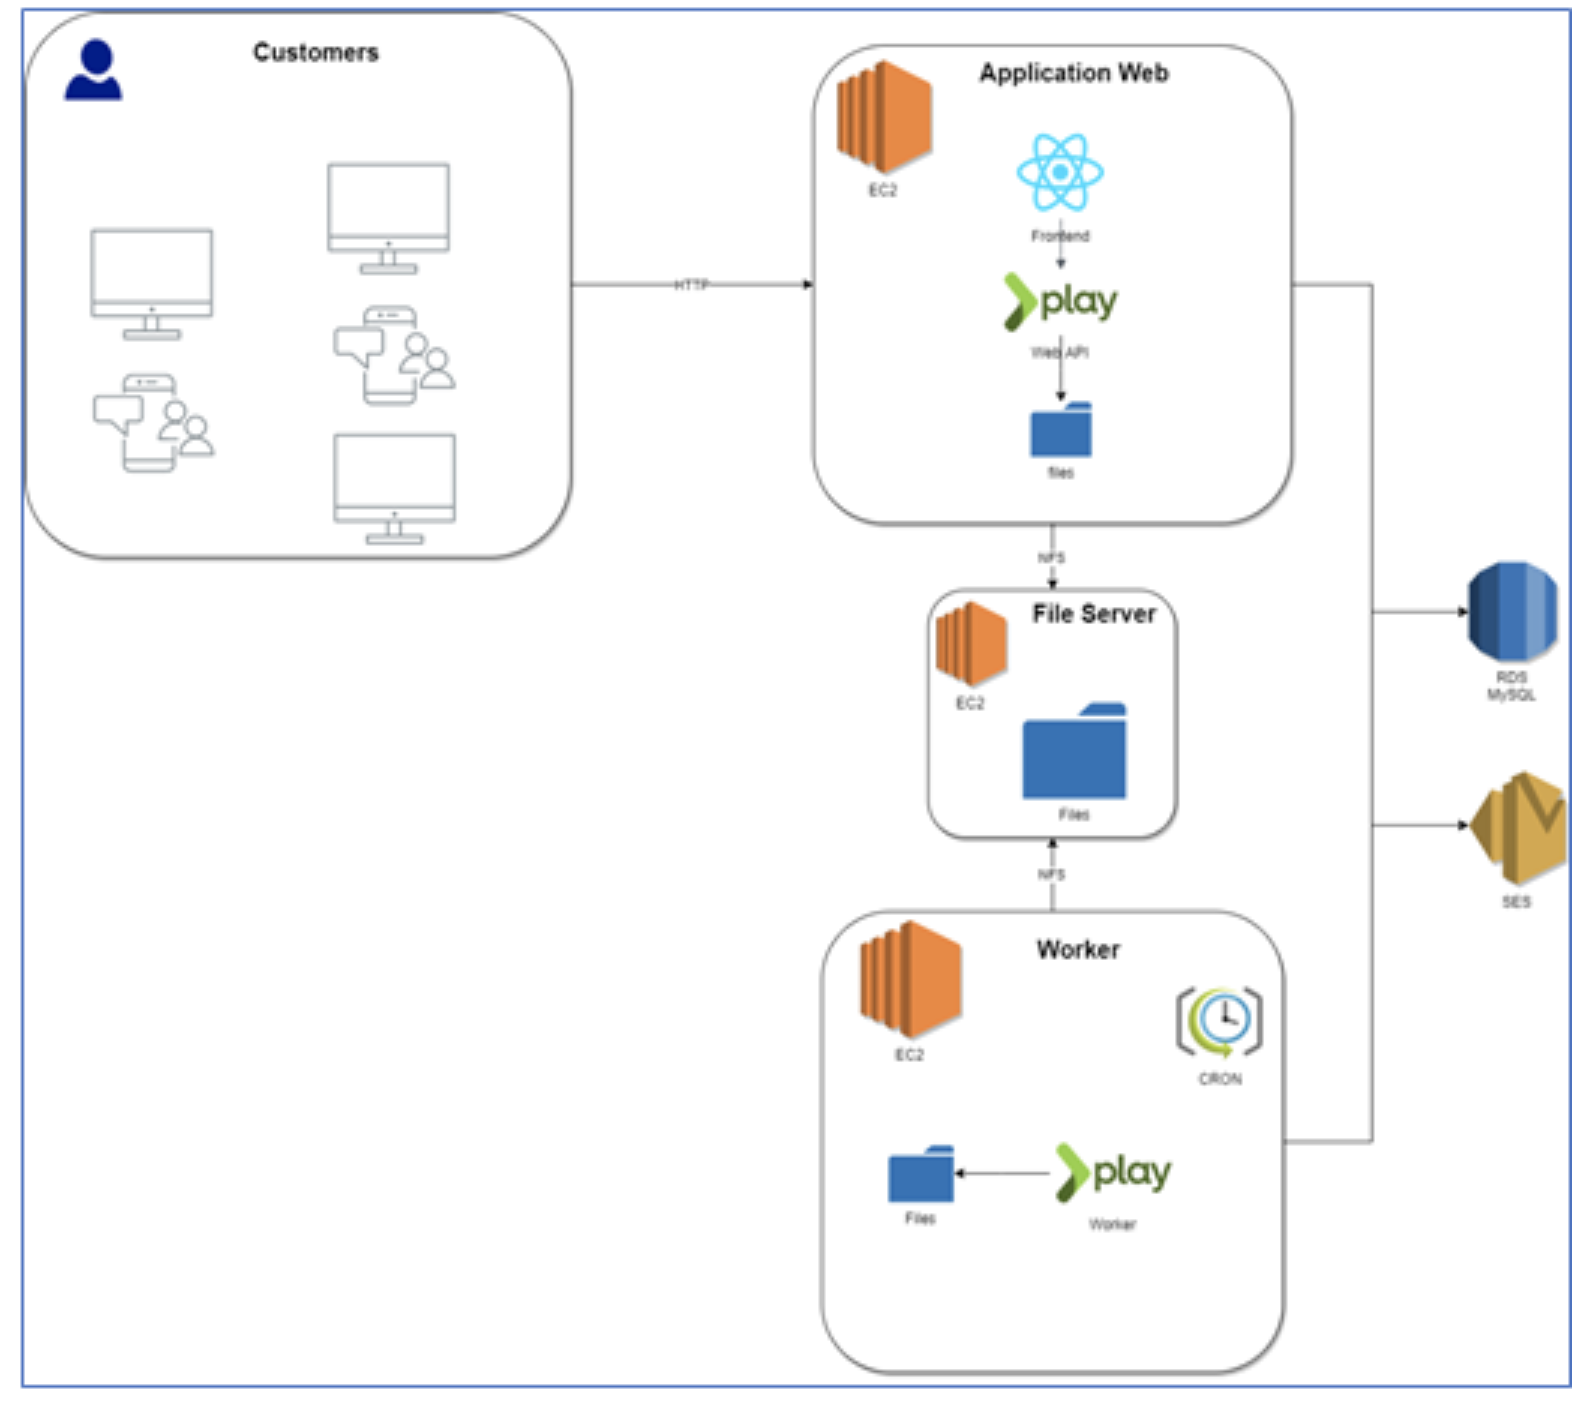 Customers
Application Web
EC2
Frontend
play
Web API
files
HTTP
NFS
File Server
EC2
Files
RDS
MySQL
NFS
SES
Worker
EC2
CRON
play
Files
Worker